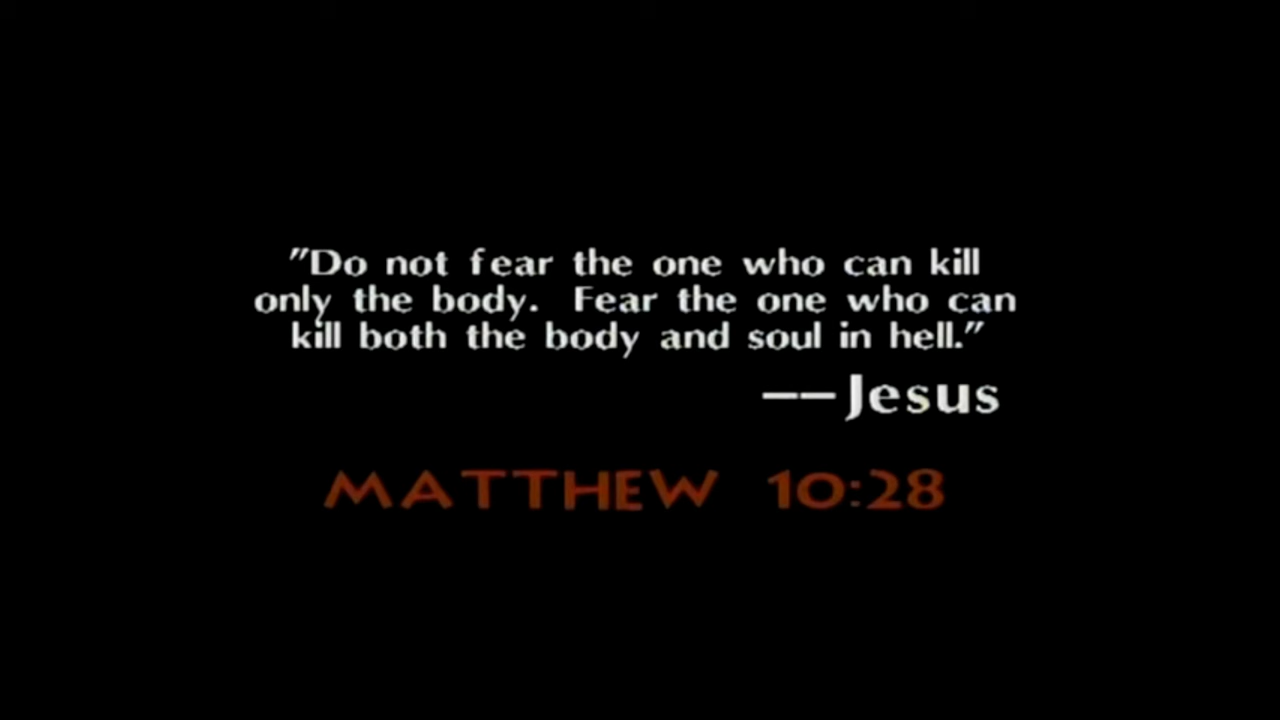 "Do not fear the one who can kill
only the body. Fear the one who can
kill both the body and soul in hell."
--Jesus
MATTHEW 10:28